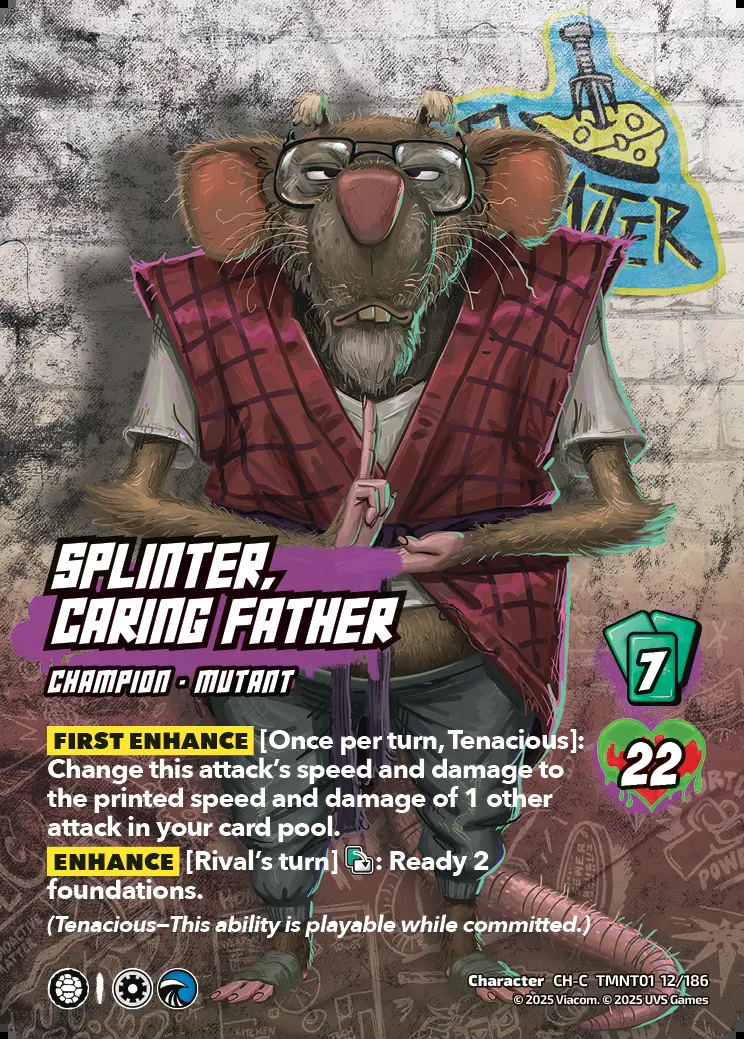 SPLINTER,
CARING FATHER
CHAMPION • MUTANT
7
22
FIRST ENHANCE [Once per turn, Tenacious]:
Change this attack's speed and damage to
the printed speed and damage of 1 other
attack in your card pool.
ENHANCE [Rival's turn] : Ready 2
foundations.
(Tenacious—This ability is playable while committed.)
Character CH-C TMNT01 12/186
© 2025 Viacom. © 2025 UVS Games
KITCHEN